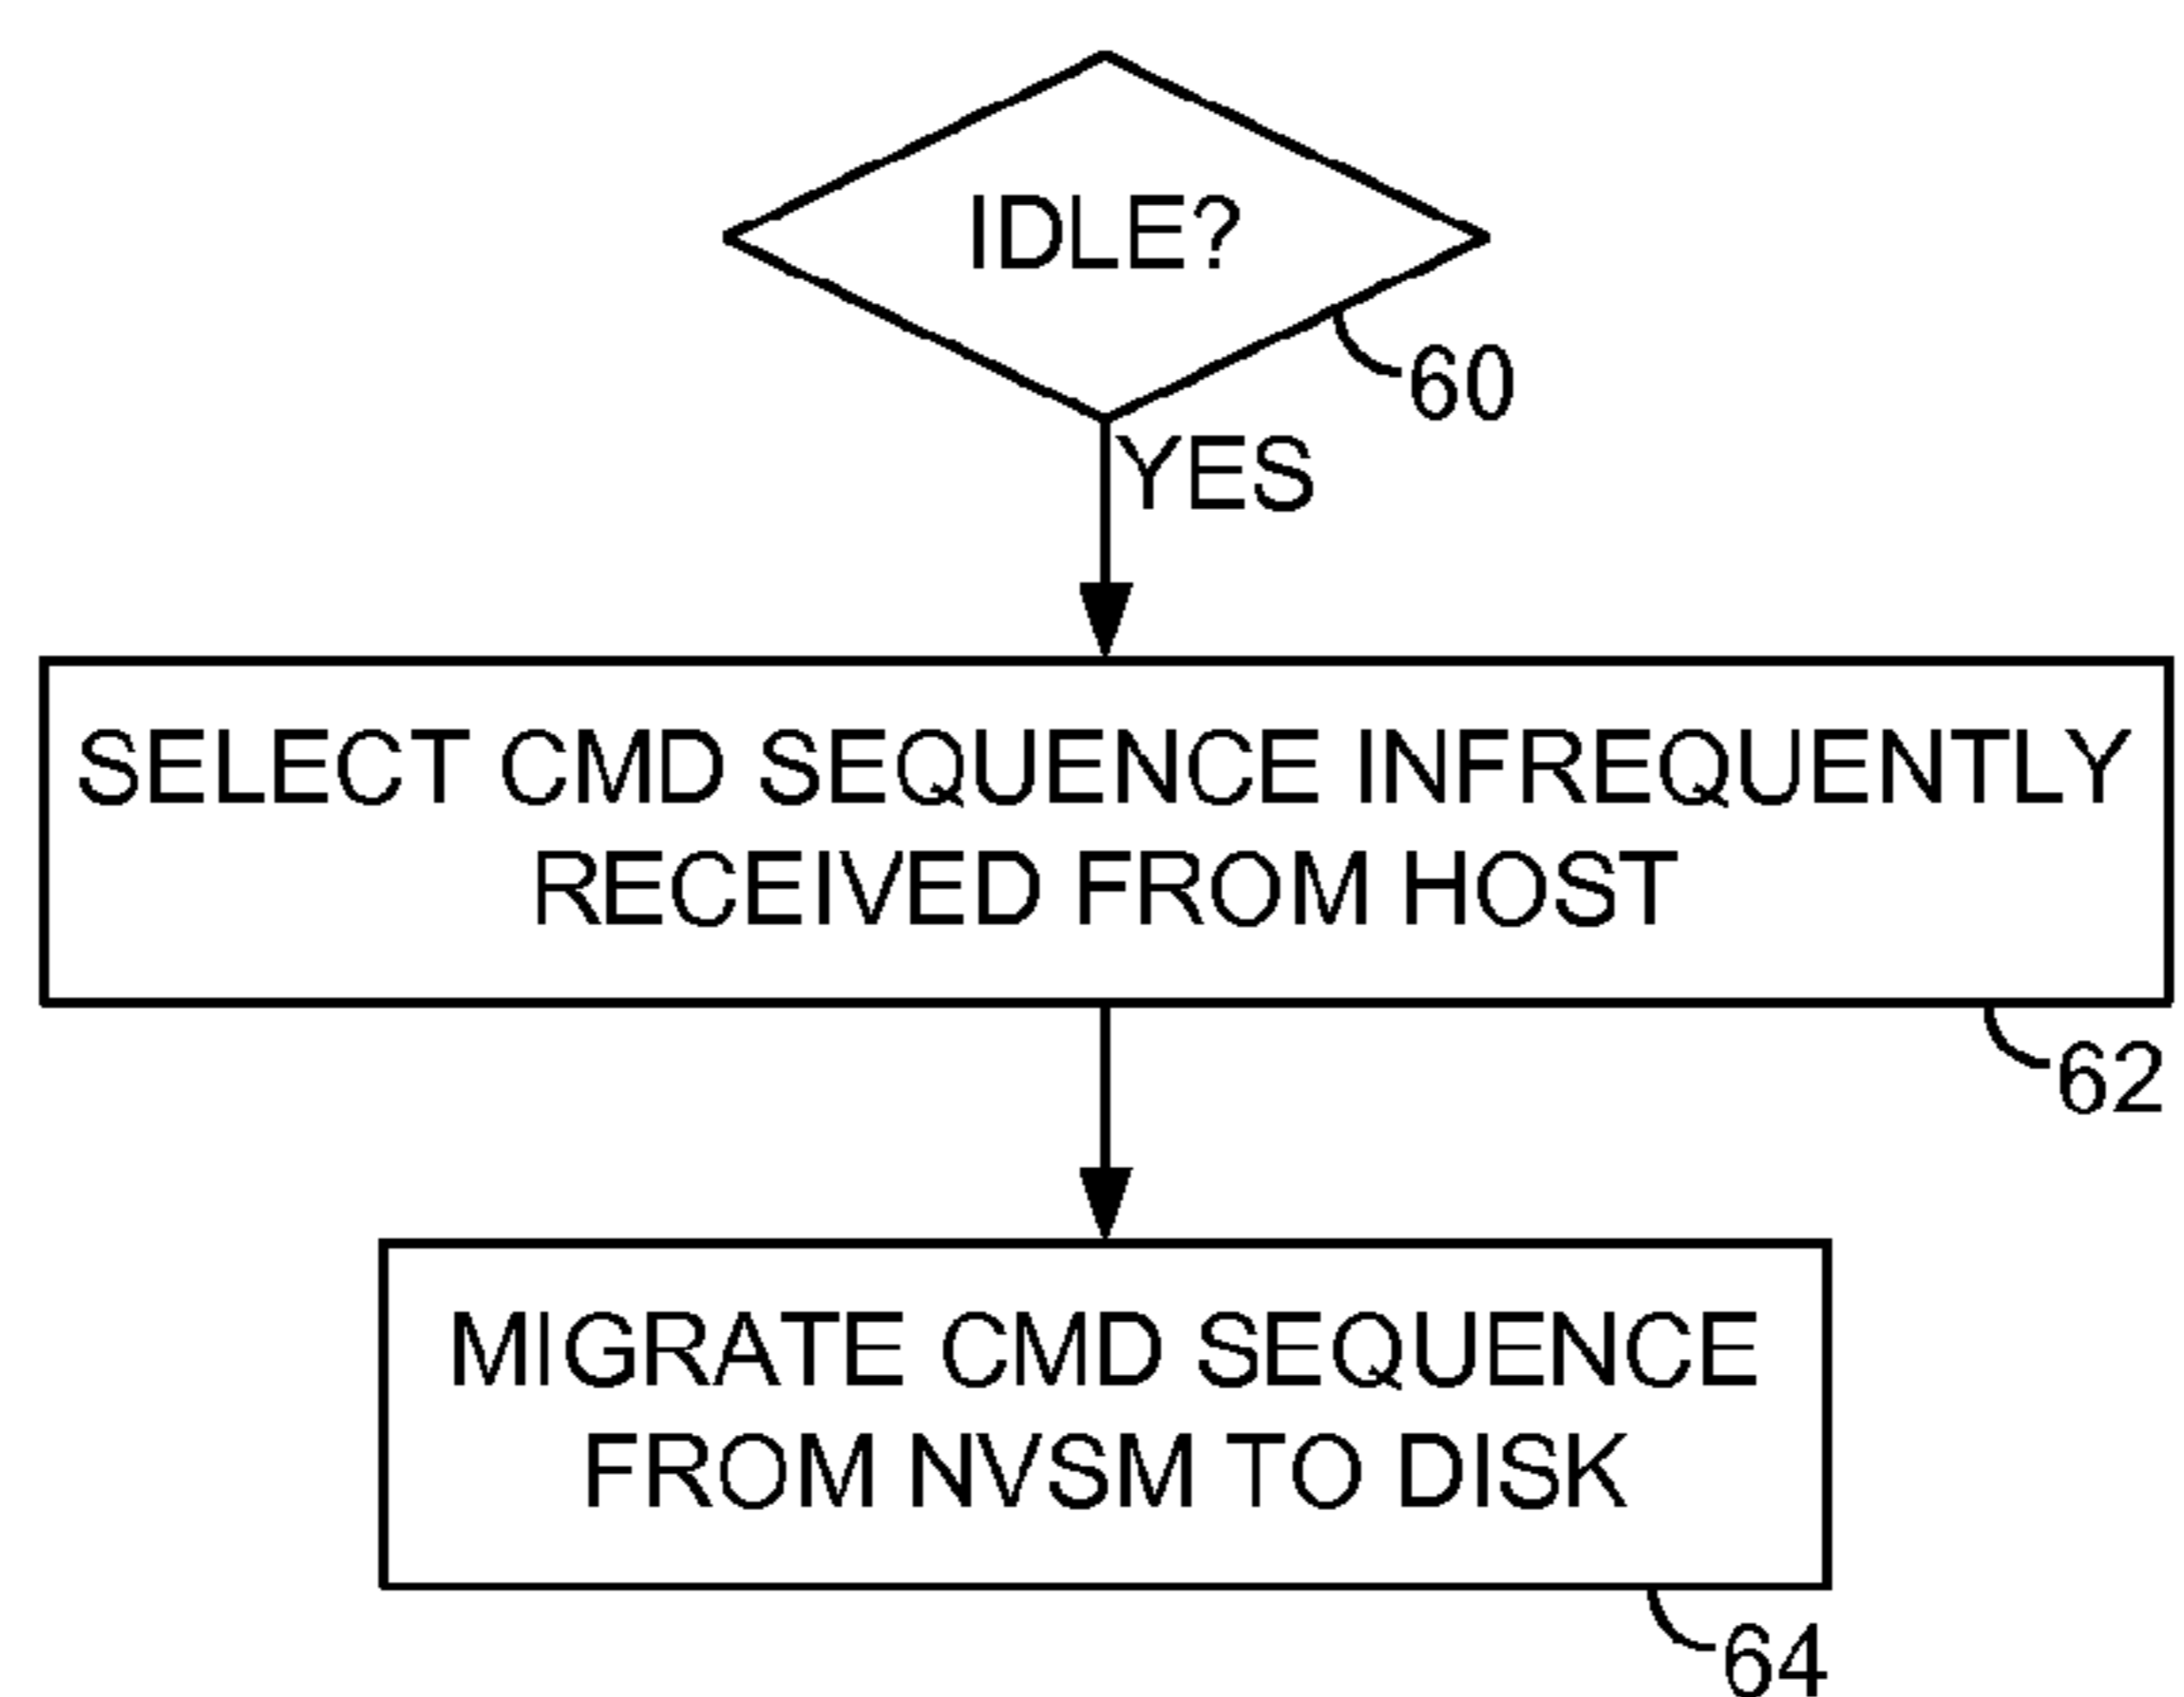 IDLE?
60
YES
SELECT CMD SEQUENCE INFREQUENTLY
RECEIVED FROM HOST
62
MIGRATE CMD SEQUENCE
FROM NVSM TO DISK
64